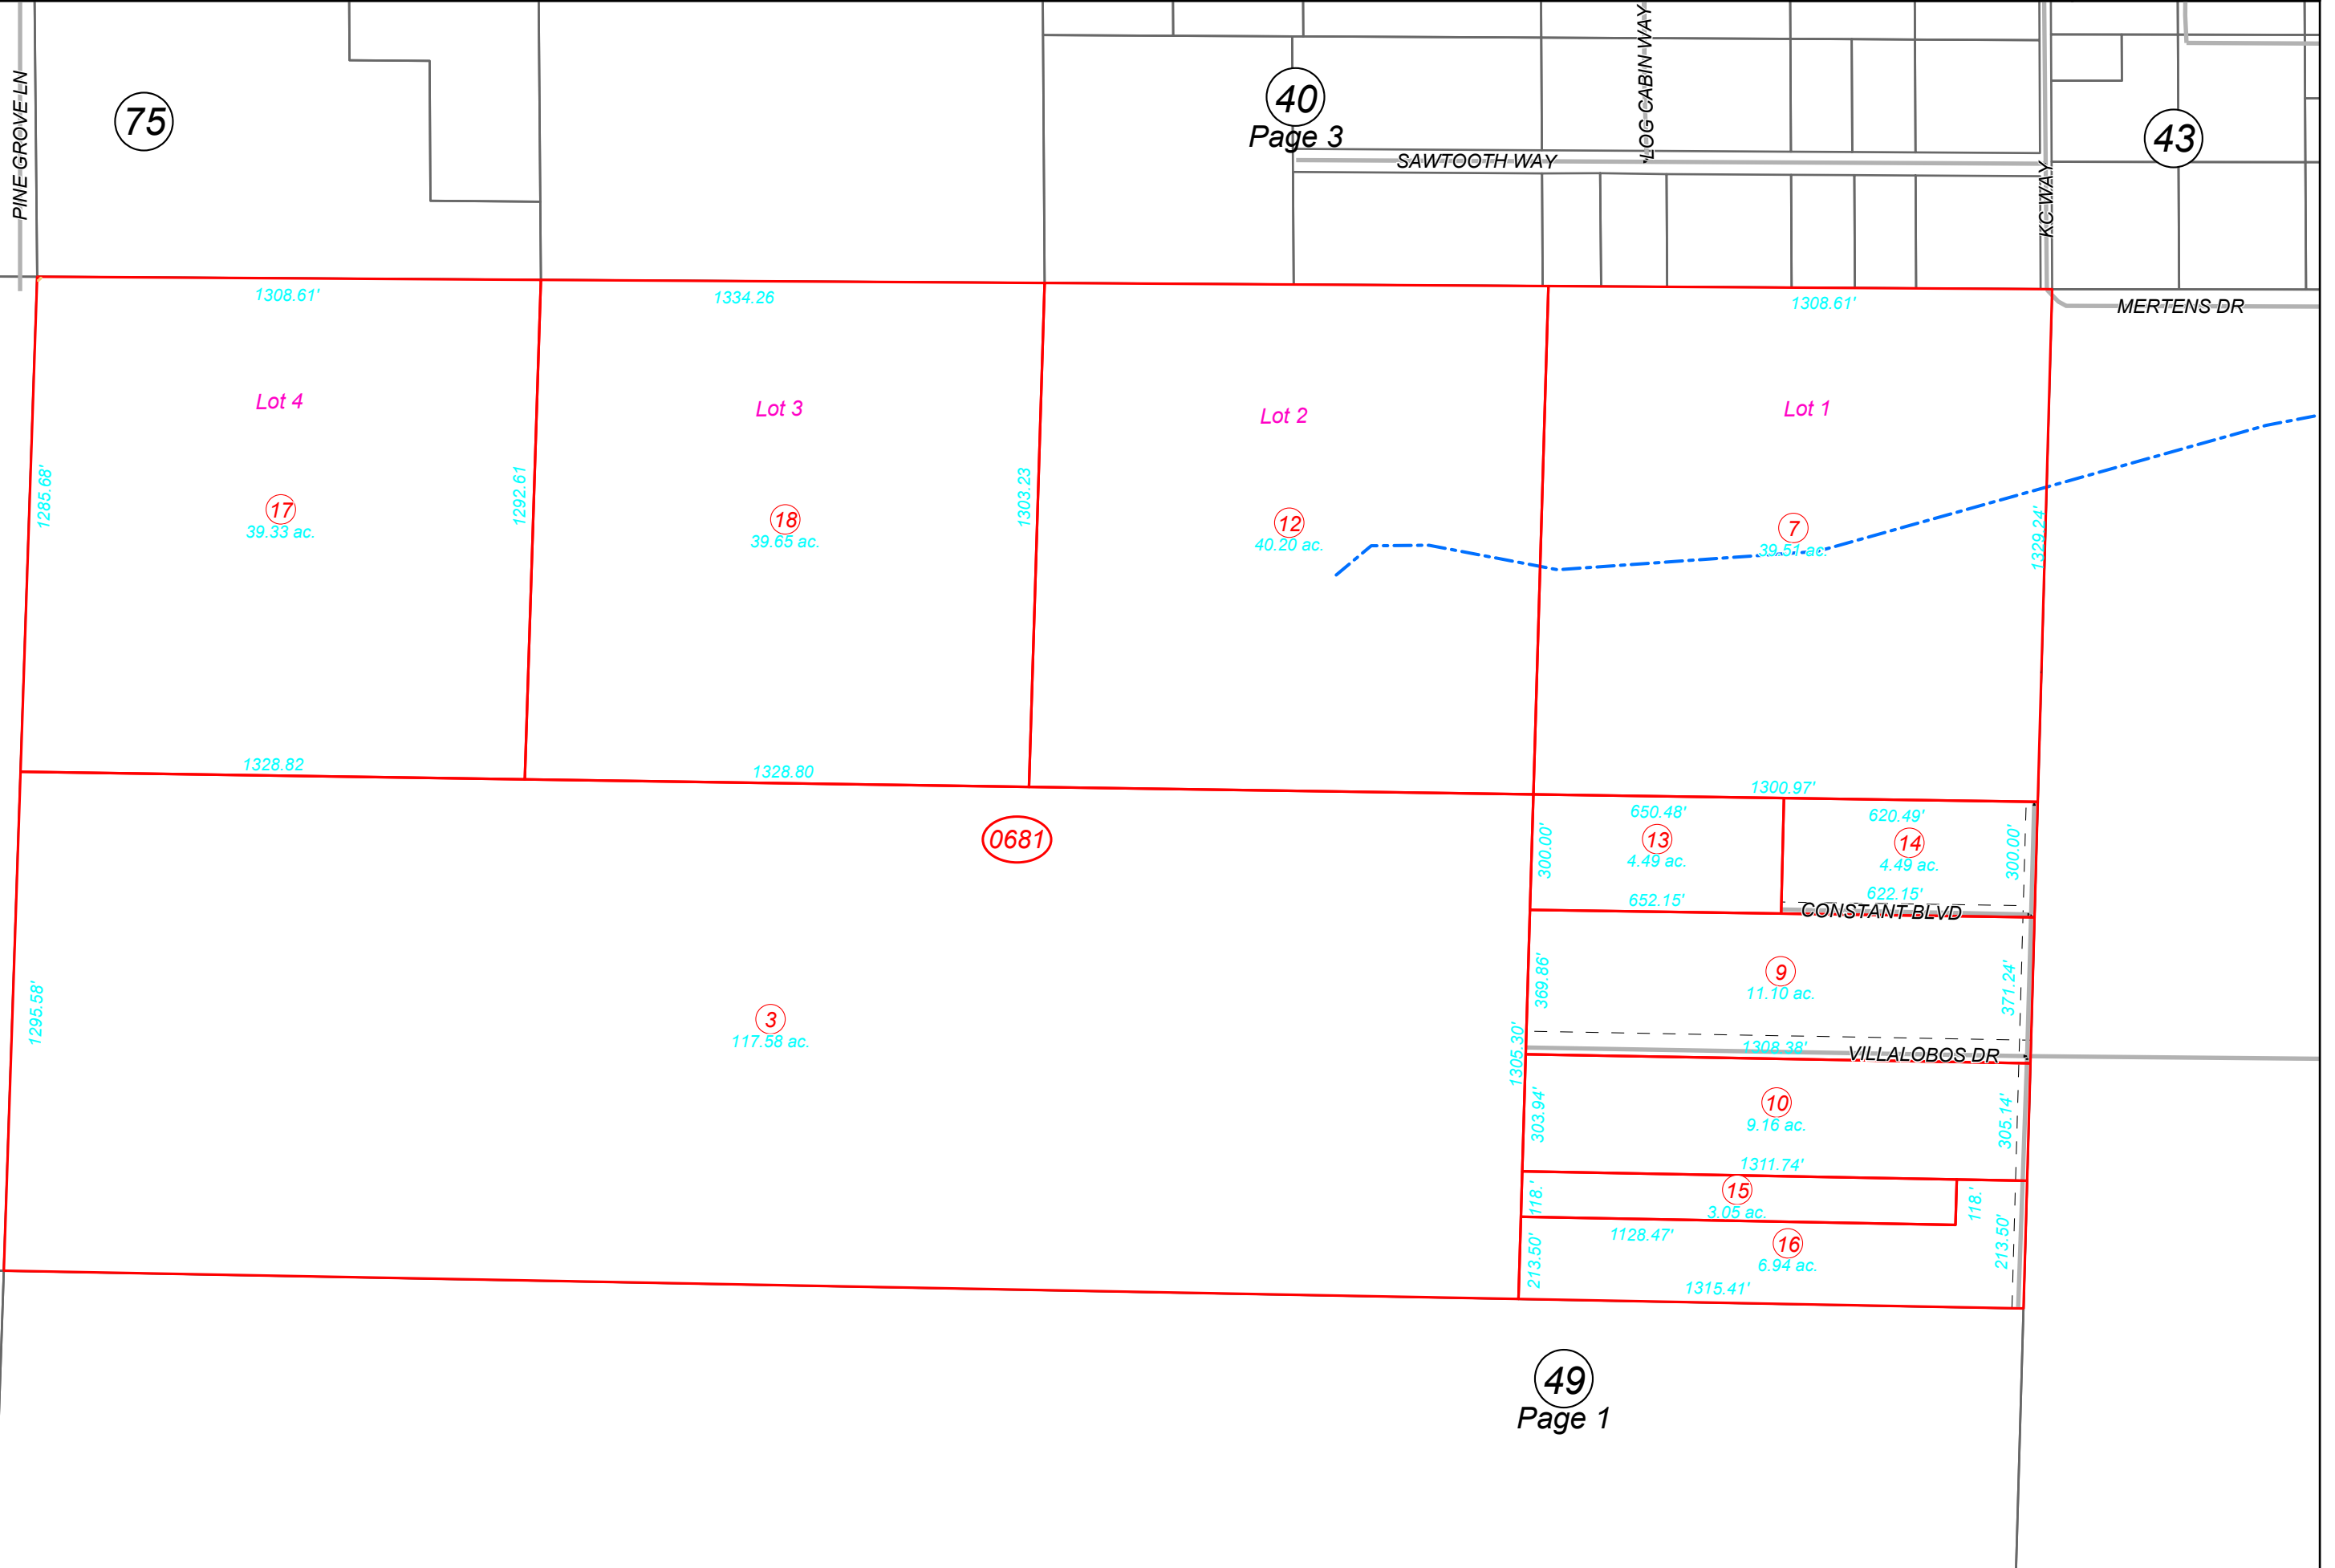 PINE GROVE LN
75
40
Page 3
LOG CABIN WAY
SAWTOOTH WAY
KC WAY
43
MERTENS DR
1308.61'
1334.26
1308.61'
Lot 4
Lot 3
Lot 2
Lot 1
1285.68'
17
39.33 ac.
1292.61
18
39.65 ac.
1303.23
12
40.20 ac.
7
39.51 ac.
1329.24'
1328.82
1328.80
1300.97'
0681
650.48'
620.49'
300.00'
13
4.49 ac.
14
4.49 ac.
300.00'
652.15'
622.15'
CONSTANT BLVD
369.86'
9
11.10 ac.
371.24'
1295.58'
3
117.58 ac.
1305.30'
1308.38'
VILLALOBOS DR
303.94'
10
9.16 ac.
305.14'
1311.74'
118.'
15
3.05 ac.
118.'
1128.47'
213.50'
16
6.94 ac.
213.50'
1315.41'
49
Page 1